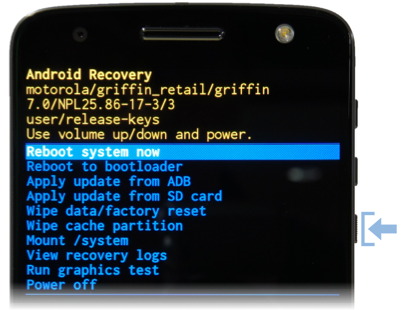 Android Recovery
motorola/griffin_retail/griffin
7.0/NPL25.86-17-3/3
user/release-keys
Use volume up/down and power.
Reboot system now
Reboot to bootloader
Apply update from ADB
Apply update from SD card
Wipe data/factory reset
Wipe cache partition
Mount /system
View recovery logs
Run graphics test
Power off